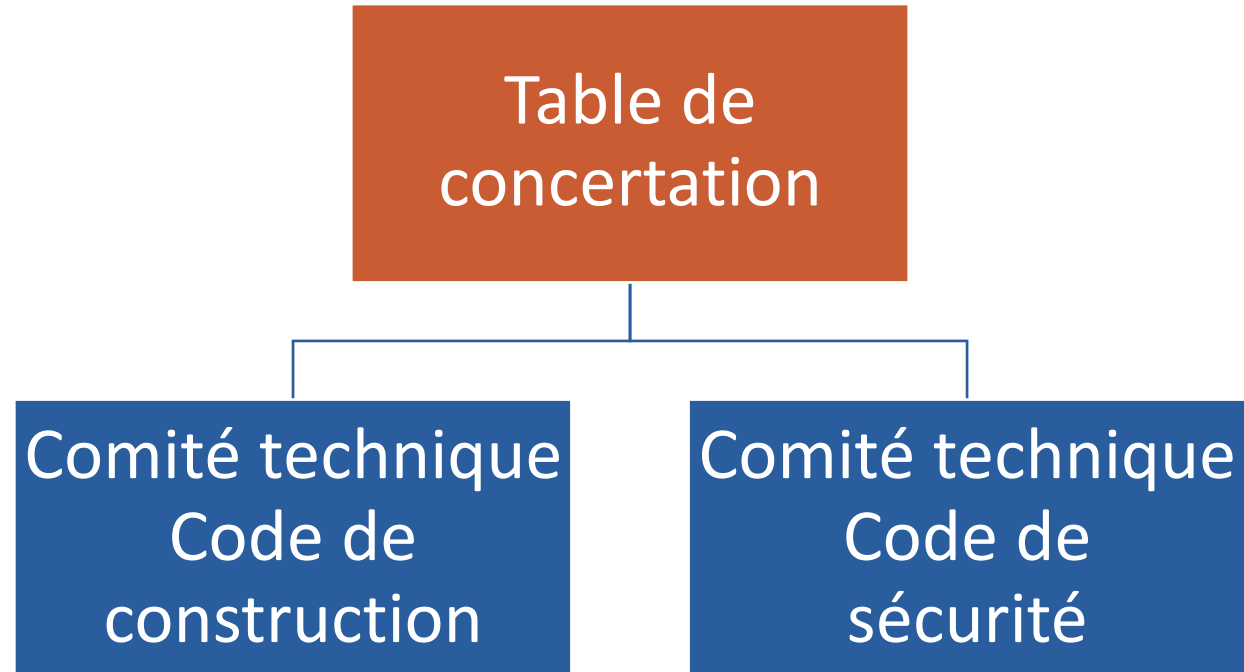 Table de
concertation
Comité technique
Code de
construction
Comité technique
Code de
sécurité